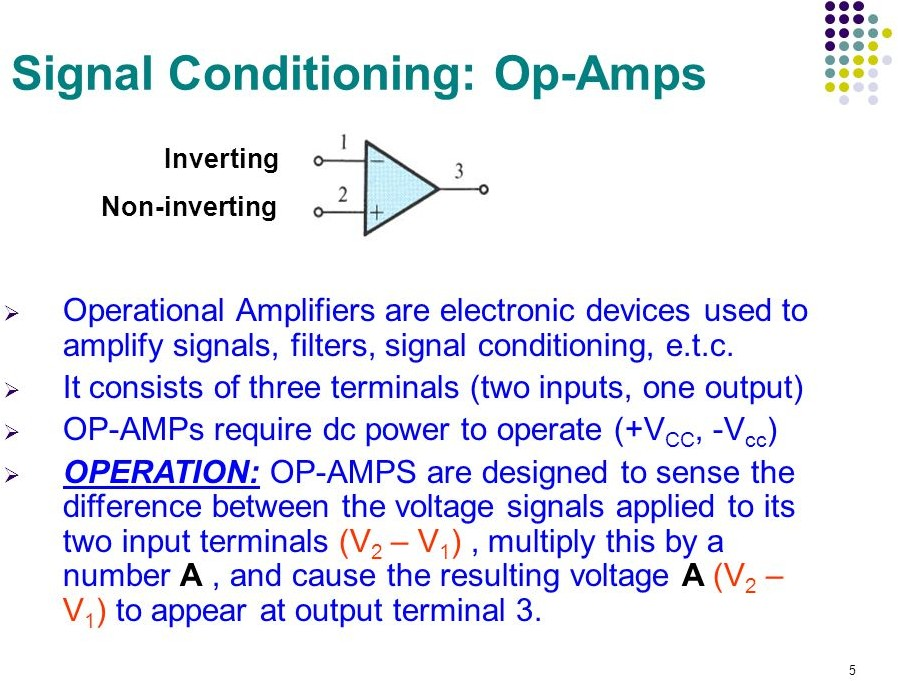 Signal Conditioning: Op-Amps
Inverting
1
−
3
Non-inverting
2
+
Operational Amplifiers are electronic devices used to
amplify signals, filters, signal conditioning, e.t.c.
It consists of three terminals (two inputs, one output)
OP-AMPs require dc power to operate (+VCC, -Vcc)
OPERATION: OP-AMPS are designed to sense the
difference between the voltage signals applied to its
two input terminals (V2 – V1) , multiply this by a
number A , and cause the resulting voltage A (V2 –
V1) to appear at output terminal 3.
5